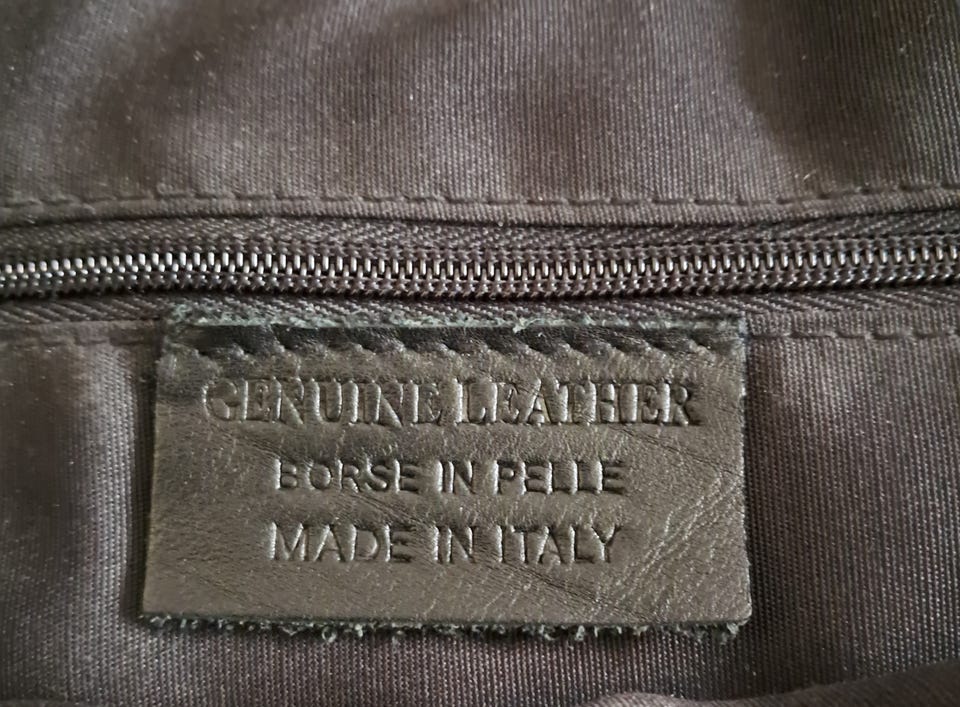 GENUINE LEATHER
BORSE IN PELLE
MADE IN ITALY